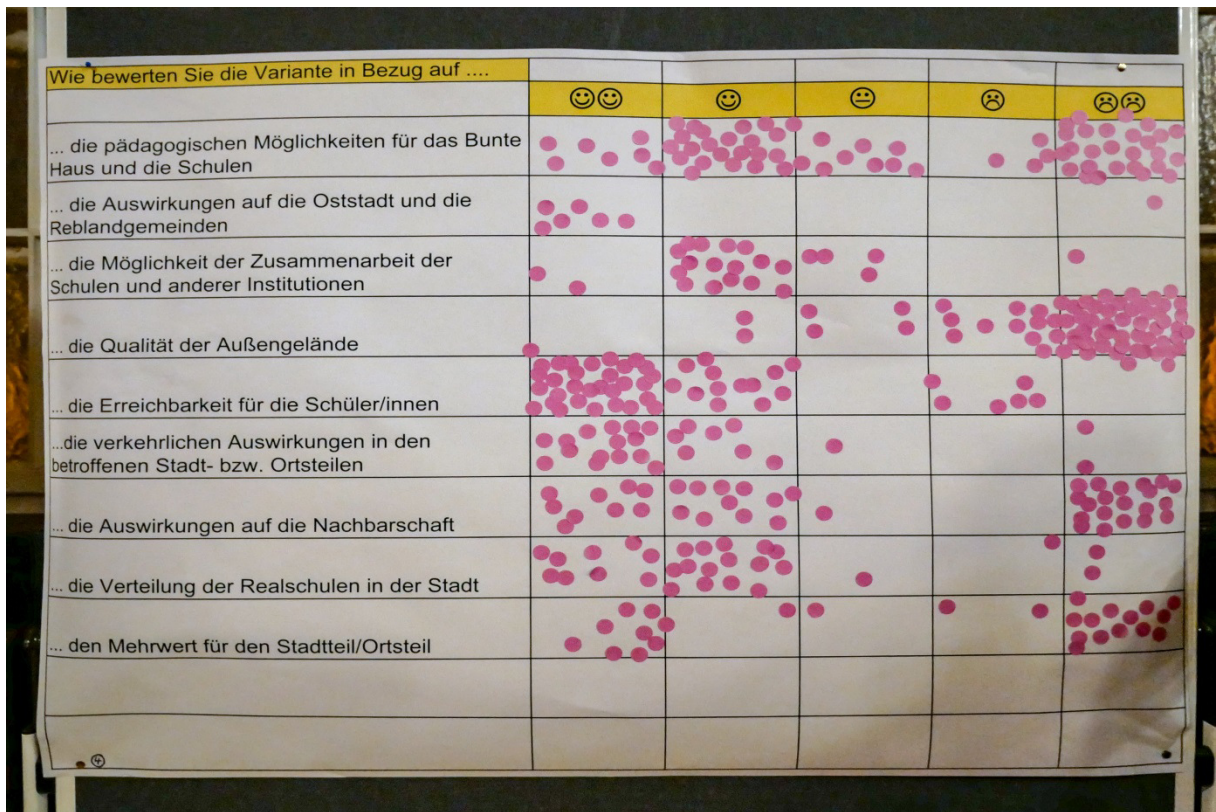 Wie bewerten Sie die Variante in Bezug auf ....
... die pädagogischen Möglichkeiten für das Bunte
Haus und die Schulen
... die Auswirkungen auf die Oststadt und die
Reblandgemeinden
... die Möglichkeit der Zusammenarbeit der
Schulen und anderer Institutionen
... die Qualität der Außengelände
... die Erreichbarkeit für die Schüler/innen
...die verkehrlichen Auswirkungen in den
betroffenen Stadt- bzw. Ortsteilen
... die Auswirkungen auf die Nachbarschaft
... die Verteilung der Realschulen in der Stadt
... den Mehrwert für den Stadtteil/Ortsteil
④